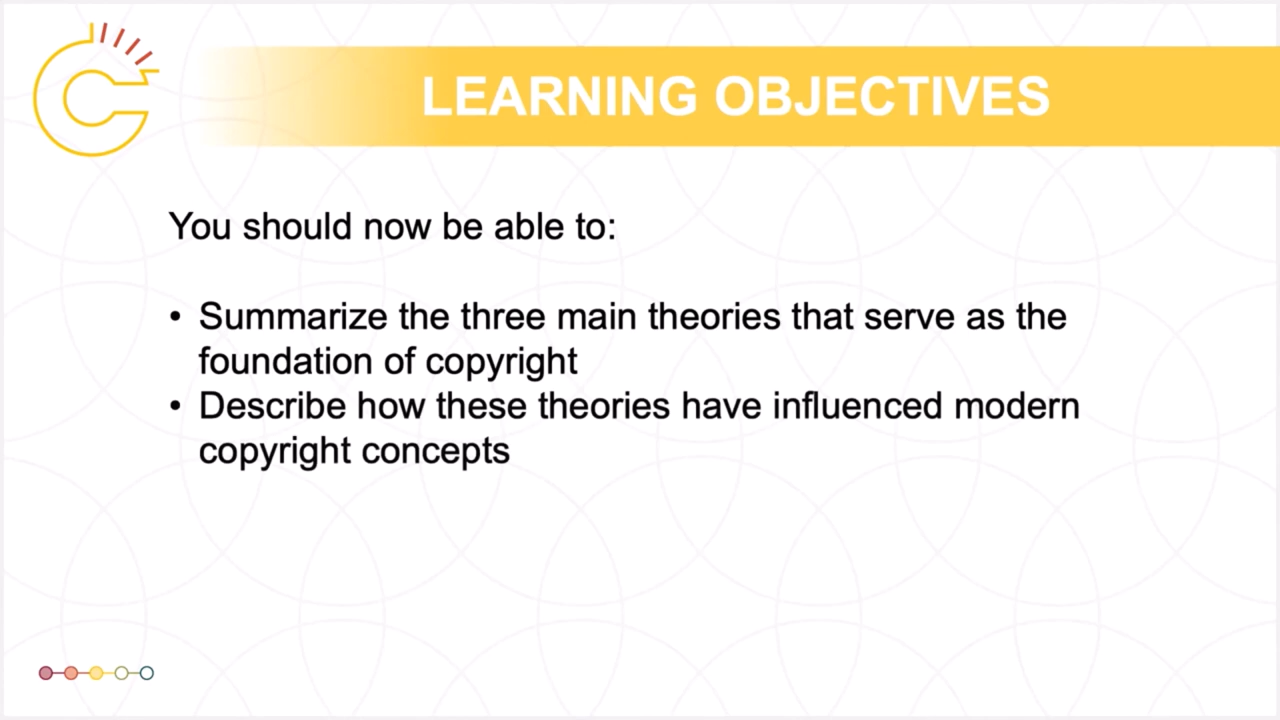 LEARNING OBJECTIVES
You should now be able to:
• Summarize the three main theories that serve as the
foundation of copyright
• Describe how these theories have influenced modern
copyright concepts